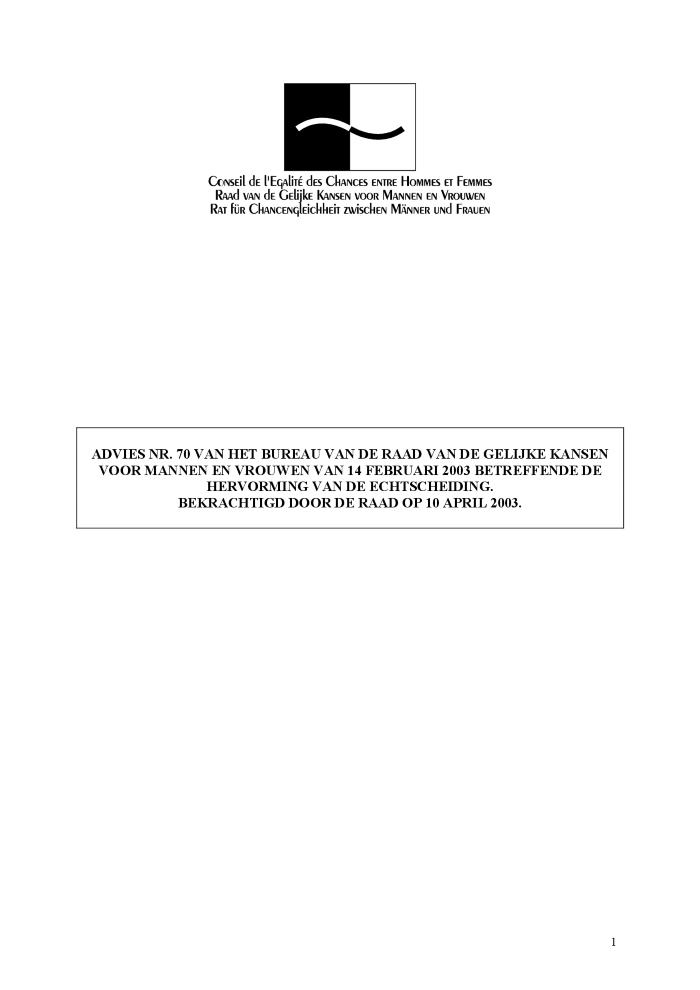 Conseil de l'Egalité des Chances entre Hommes et Femmes
Raad van de Gelijke Kansen voor Mannen en Vrouwen
Rat für Chancengleichheit zwischen Männer und Frauen
ADVIES NR. 70 VAN HET BUREAU VAN DE RAAD VAN DE GELIJKE KANSEN
VOOR MANNEN EN VROUWEN VAN 14 FEBRUARI 2003 BETREFFENDE DE
HERVORMING VAN DE ECHTSCHEIDING.
BEKRACHTIGD DOOR DE RAAD OP 10 APRIL 2003.
1